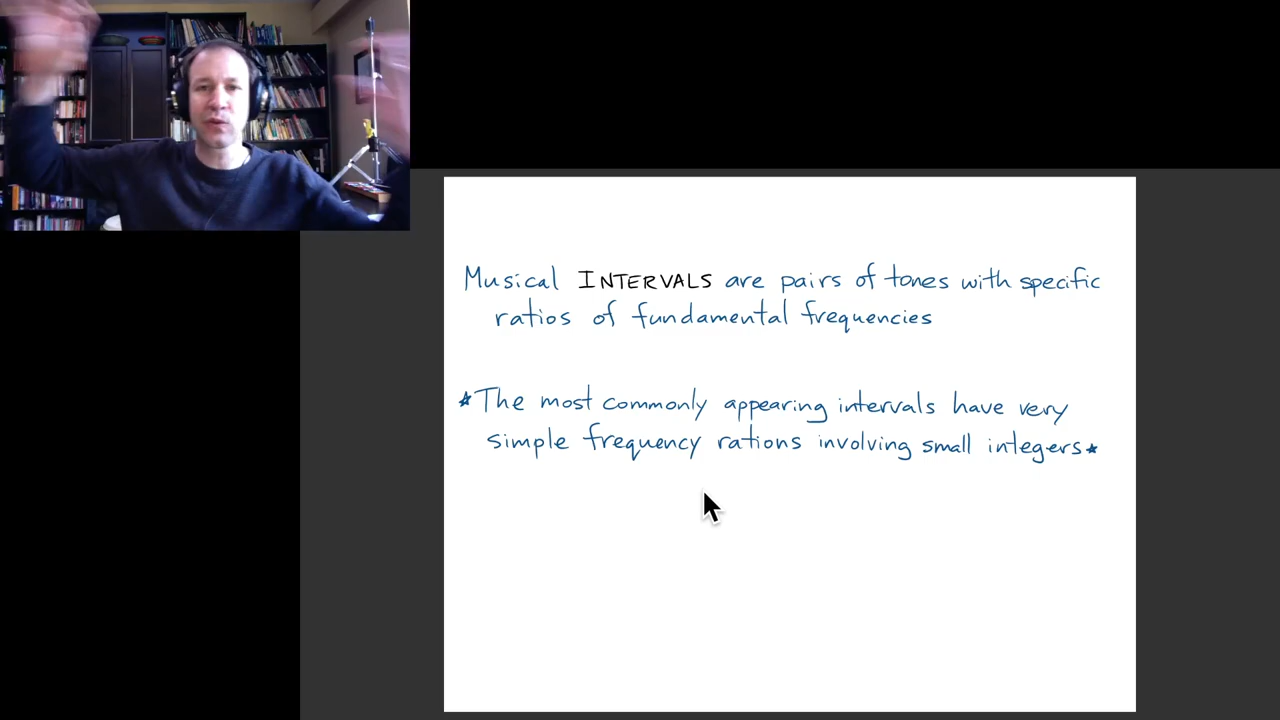 Musical INTERVALS are pairs of tones with specific
ratios of fundamental frequencies
★The most commonly appearing intervals have very
simple frequency rations involving small integers★